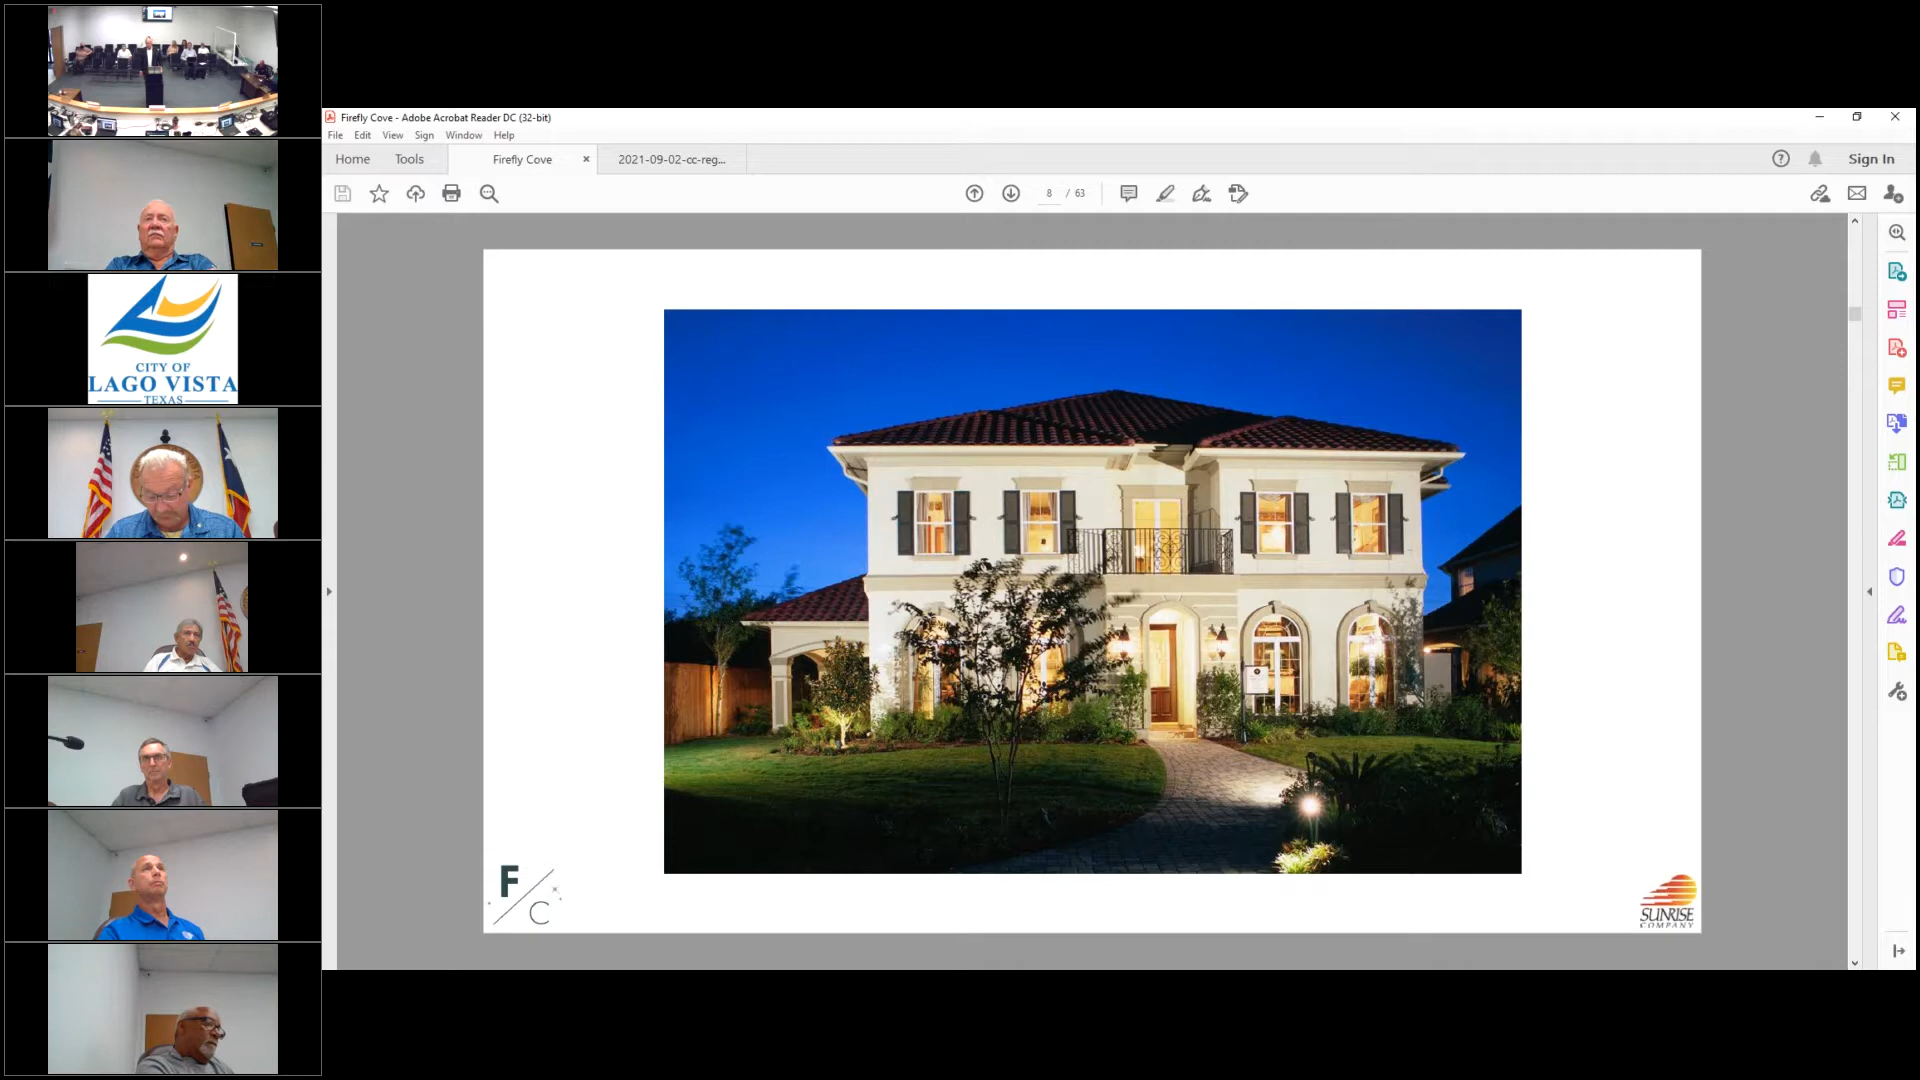 CITY OF
LAGO VISTA
TEXAS
Firefly Cove - Adobe Acrobat Reader DC (32-bit)
File Edit View Sign Window Help
Home Tools Firefly Cove 2021-09-02-cc-reg... Sign In
8 / 63
F/C
SUNRISE
COMPANY